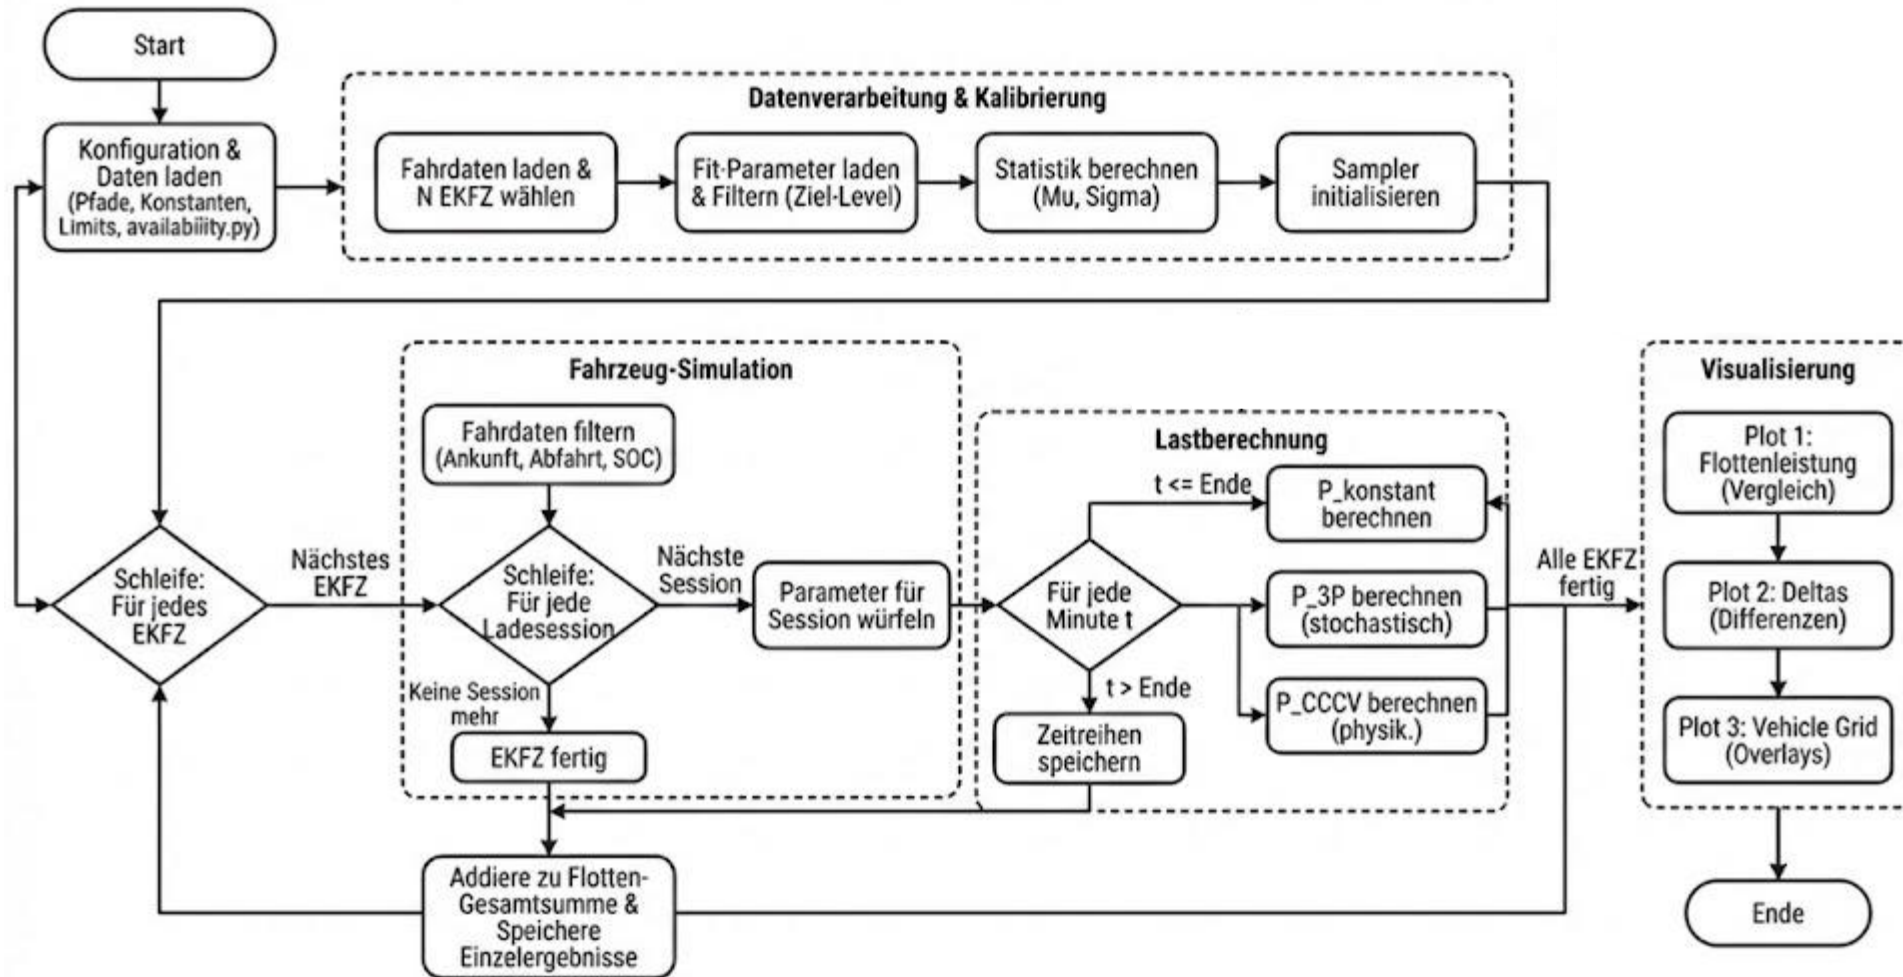 Start
Konfiguration &
Daten laden
(Pfade, Konstanten,
Limits, availabiiity.py)
Datenverarbeitung & Kalibrierung
Fahrdaten laden &
N EKFZ wählen
Fit-Parameter laden
& Filtern (Ziel-Level)
Statistik berechnen
(Mu, Sigma)
Sampler
initialisieren
Schleife:
Für jedes
EKFZ
Nächstes
EKFZ
Fahrzeug-Simulation
Fahrdaten filtern
(Ankunft, Abfahrt, SOC)
Schleife:
Für jede
Ladesession
Nächste
Session
Parameter für
Session würfeln
Keine Session
mehr
EKFZ fertig
Lastberechnung
Für jede
Minute t
t <= Ende
P_konstant
berechnen
P_3P berechnen
(stochastisch)
P_CCCV berechnen
(physik.)
t > Ende
Zeitreihen
speichern
Addiere zu Flotten-
Gesamtsumme &
Speichere
Einzelergebnisse
Alle EKFZ
fertig
Visualisierung
Plot 1:
Flottenleistung
(Vergleich)
Plot 2: Deltas
(Differenzen)
Plot 3: Vehicle Grid
(Overlays)
Ende